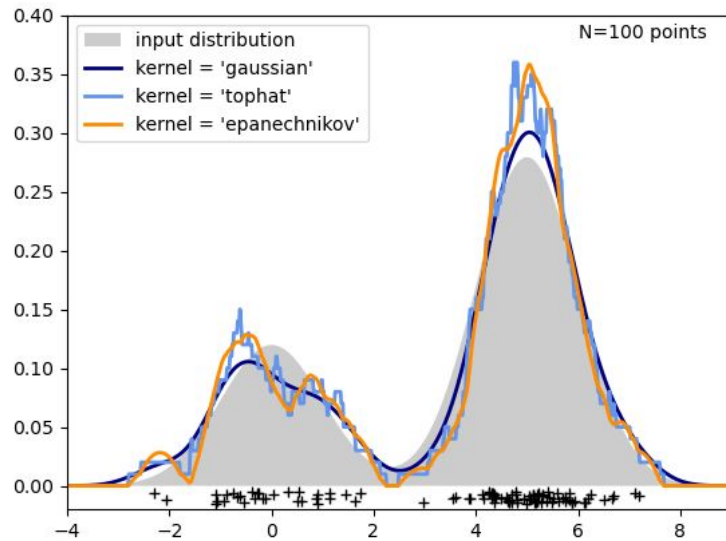 0.40
0.35
0.30
0.25
0.20
0.15
0.10
0.05
0.00
input distribution
kernel = 'gaussian'
kernel = 'tophat'
kernel = 'epanechnikov'
N=100 points
−4 −2 0 2 4 6 8